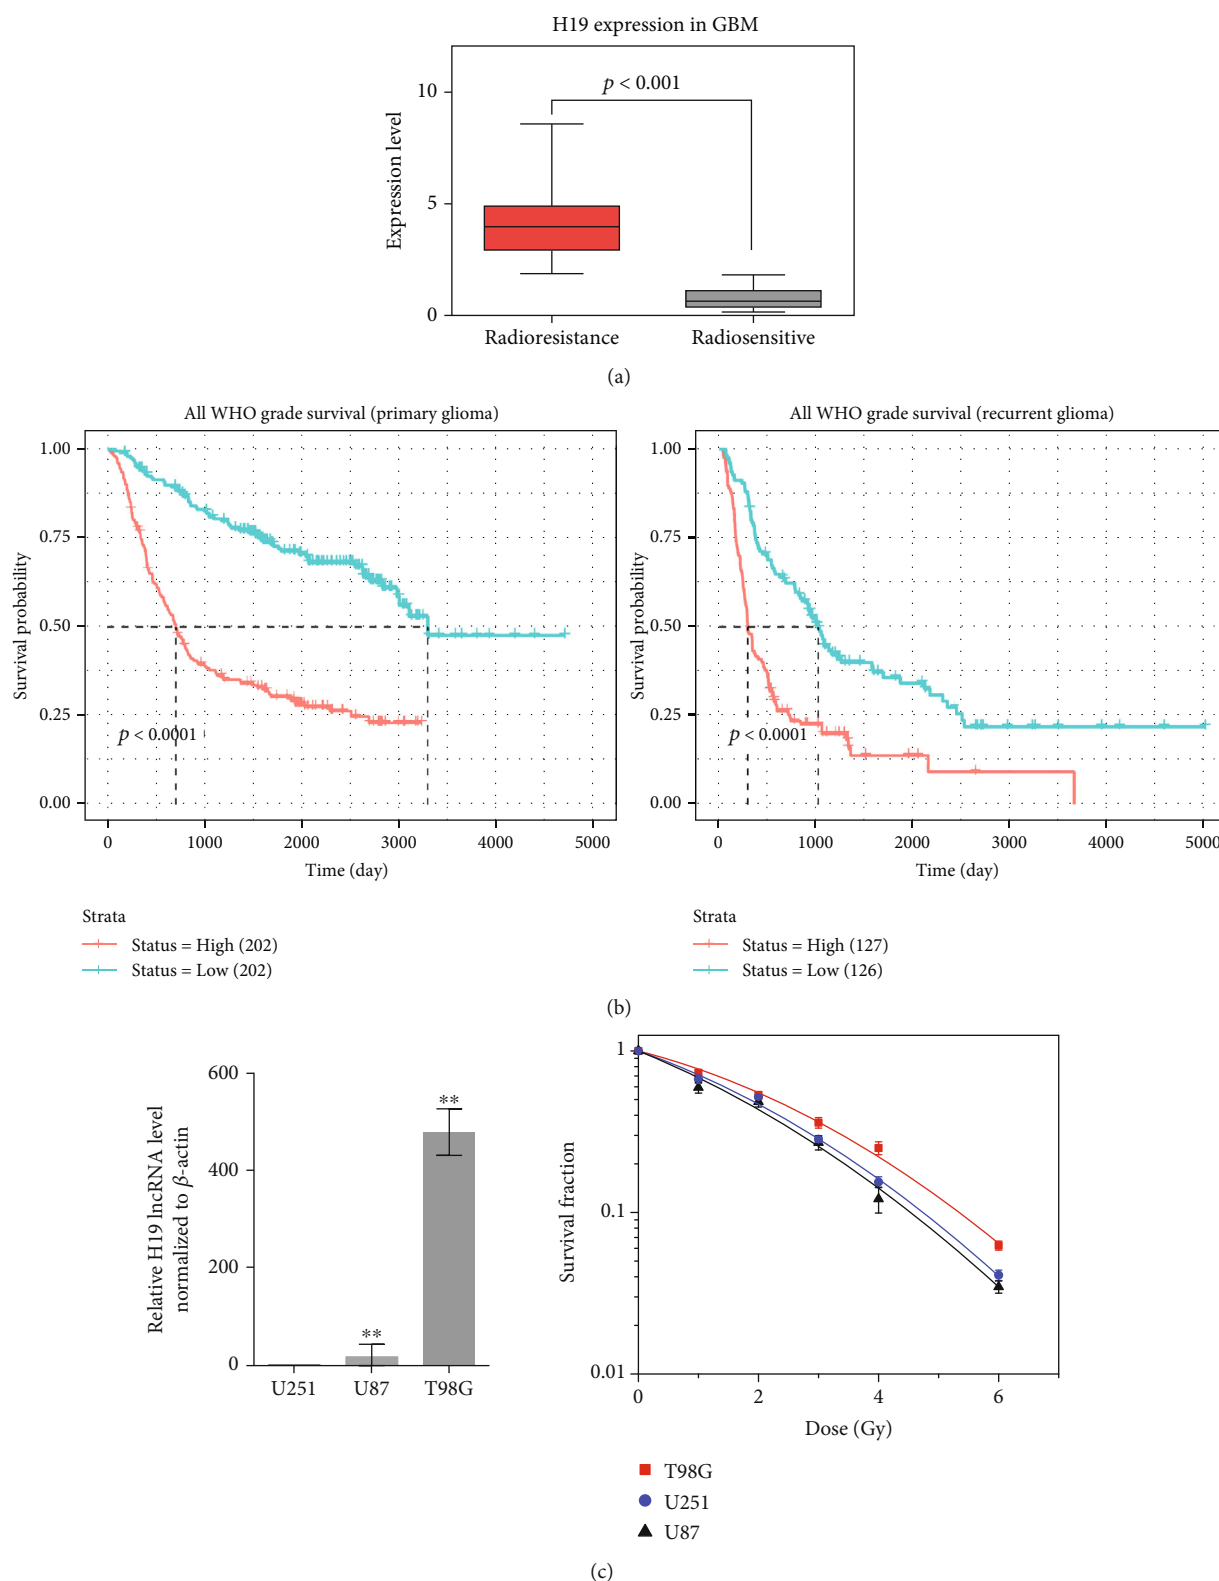 H19 expression in GBM
p < 0.001
10
5
0
Expression level
Radioresistance
Radiosensitive
(a)
All WHO grade survival (primary glioma)
1.00
0.75
0.50
0.25
0.00
Survival probability
p < 0.0001
0
1000
2000
3000
4000
5000
Time (day)
Strata
Status = High (202)
Status = Low (202)
All WHO grade survival (recurrent glioma)
1.00
0.75
0.50
0.25
0.00
Survival probability
p < 0.0001
0
1000
2000
3000
4000
5000
Time (day)
Strata
Status = High (127)
Status = Low (126)
(b)
Relative H19 lncRNA level
normalized to β-actin
600
400
200
0
**
**
U251
U87
T98G
Survival fraction
1
0.1
0.01
0
2
4
6
Dose (Gy)
T98G
U251
U87
(c)